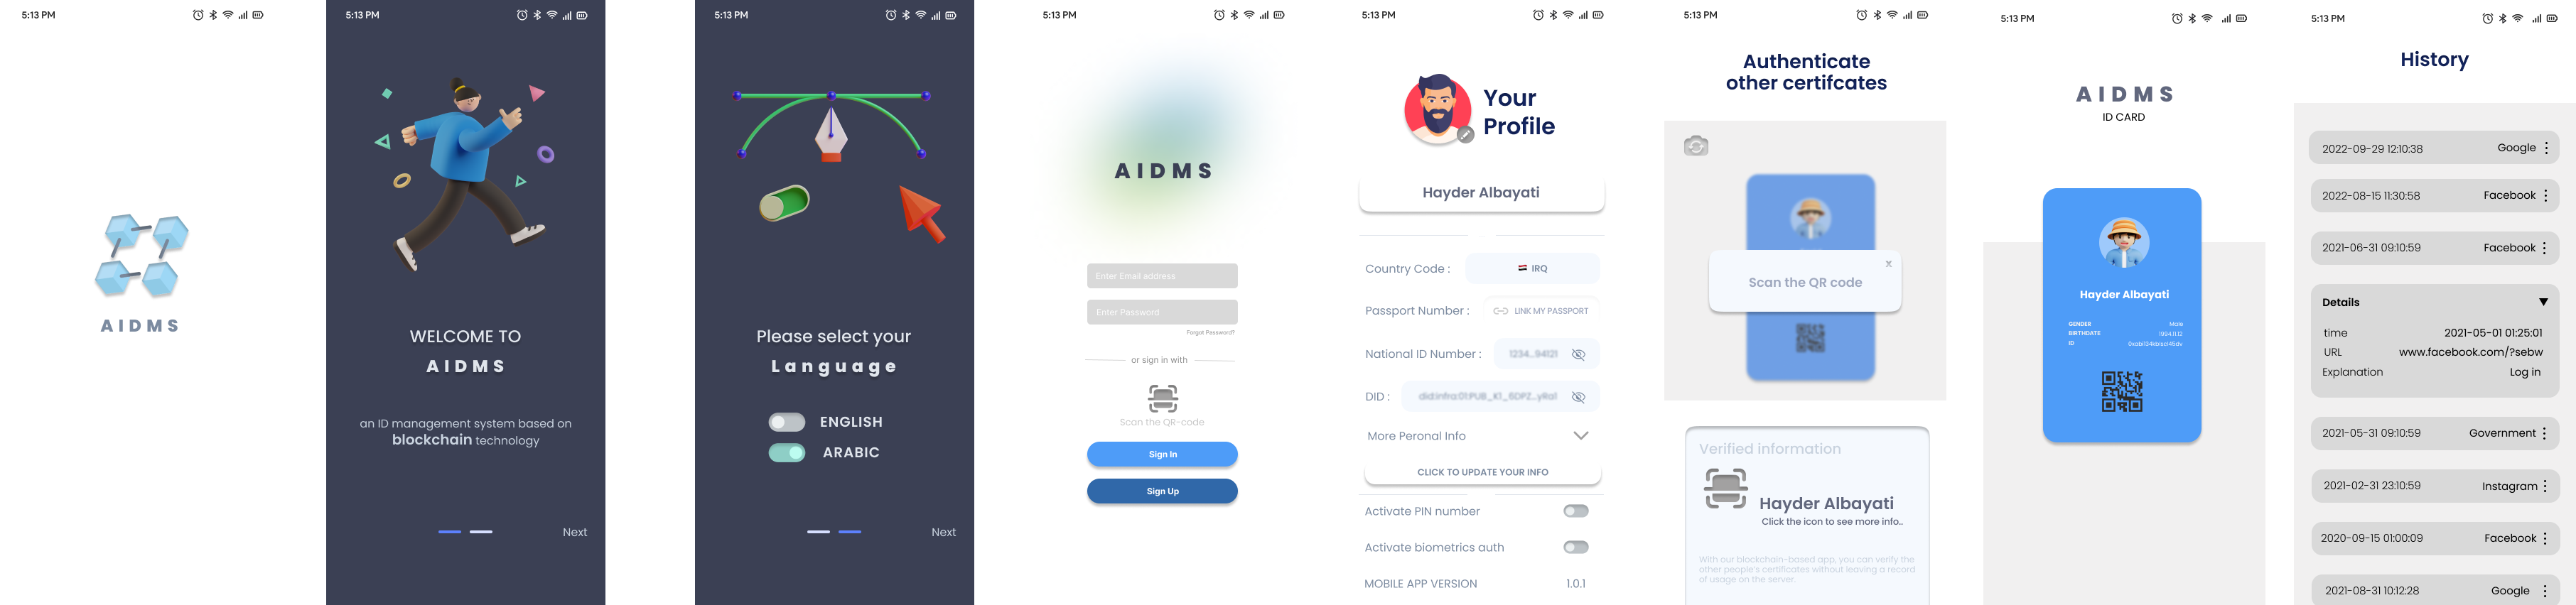 5:13 PM
AIDMS
5:13 PM
WELCOME TO
AIDMS
an ID management system based on
blockchain technology
Next
5:13 PM
Please select your
Language
ENGLISH
ARABIC
Next
5:13 PM
AIDMS
Enter Email address
Enter Password
Forgot Password?
or sign in with
Scan the QR-code
Sign In
Sign Up
5:13 PM
Your
Profile
Hayder Albayati
Country Code : IRQ
Passport Number : LINK MY PASSPORT
National ID Number : 1234...94121
DID :
More Peronal Info
CLICK TO UPDATE YOUR INFO
Activate PIN number
Activate biometrics auth
MOBILE APP VERSION 1.0.1
5:13 PM
Authenticate
other certifcates
x
Scan the QR code
Verified information
Hayder Albayati
Click the icon to see more info..
With our blockchain-based app, you can verify the
other people's certificates without leaving a record
of usage on the server.
5:13 PM
AIDMS
ID CARD
Hayder Albayati
GENDER Male
BIRTHDATE 1994.11.12
ID
5:13 PM
History
2022-09-29 12:10:38 Google
2022-08-15 11:30:58 Facebook
2021-06-31 09:10:59 Facebook
Details
time 2021-05-01 01:25:01
URL www.facebook.com/?sebw
Explanation Log in
2021-05-31 09:10:59 Government
2021-02-31 23:10:59 Instagram
2020-09-15 01:00:09 Facebook
2021-08-31 10:12:28 Google